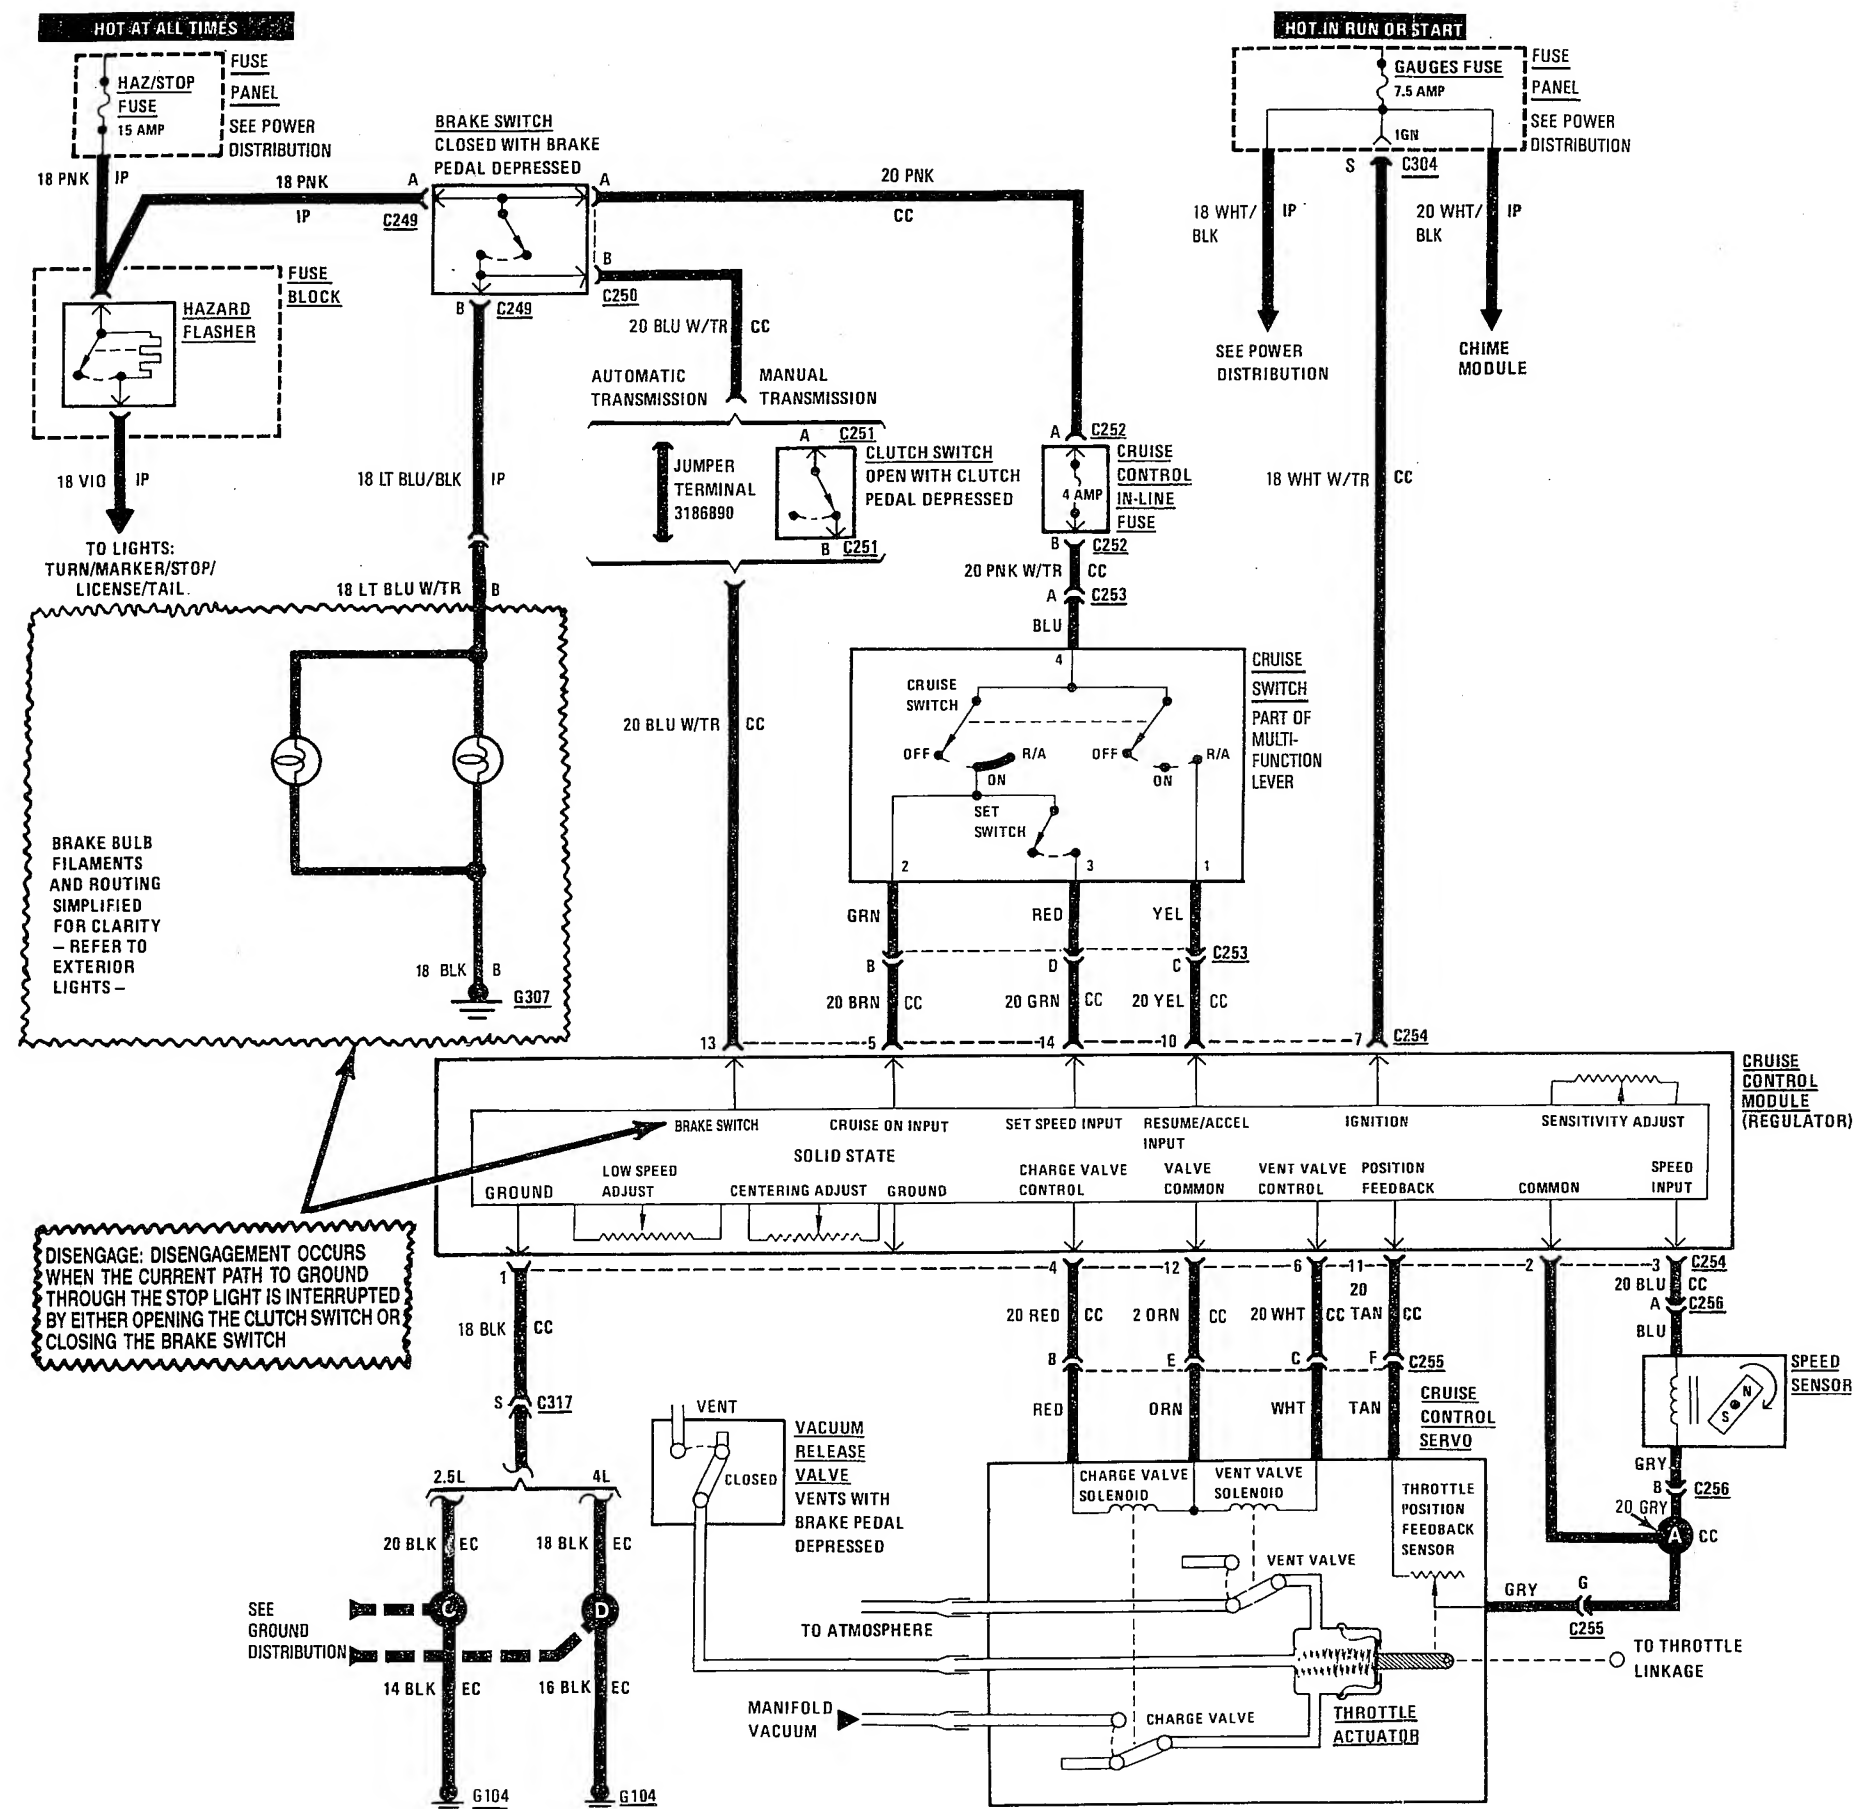 HOT AT ALL TIMES
HAZ/STOP
FUSE
15 AMP
FUSE
PANEL
SEE POWER
DISTRIBUTION
18 PNK
IP
18 PNK
IP
A
C249
BRAKE SWITCH
CLOSED WITH BRAKE
PEDAL DEPRESSED
A
B
C250
B
C249
20 PNK
CC
HOT IN RUN OR START
GAUGES FUSE
7.5 AMP
IGN
FUSE
PANEL
SEE POWER
DISTRIBUTION
S
C304
18 WHT/
BLK
IP
20 WHT/
BLK
IP
SEE POWER
DISTRIBUTION
CHIME
MODULE
FUSE
BLOCK
HAZARD
FLASHER
18 VIO
IP
TO LIGHTS:
TURN/MARKER/STOP/
LICENSE/TAIL.
18 LT BLU/BLK
IP
18 LT BLU W/TR
B
20 BLU W/TR
CC
AUTOMATIC
TRANSMISSION
MANUAL
TRANSMISSION
JUMPER
TERMINAL
3186890
A
C251
CLUTCH SWITCH
OPEN WITH CLUTCH
PEDAL DEPRESSED
B
C251
A
C252
4 AMP
CRUISE
CONTROL
IN-LINE
FUSE
B
C252
20 PNK W/TR
CC
A
C253
BLU
18 WHT W/TR
CC
20 BLU W/TR
CC
4
CRUISE
SWITCH
OFF
R/A
ON
OFF
R/A
ON
SET
SWITCH
2
3
1
CRUISE
SWITCH
PART OF
MULTI-
FUNCTION
LEVER
GRN
RED
YEL
B
D
C
C253
20 BRN
CC
20 GRN
CC
20 YEL
CC
BRAKE BULB
FILAMENTS
AND ROUTING
SIMPLIFIED
FOR CLARITY
– REFER TO
EXTERIOR
LIGHTS –
18 BLK
B
G307
13
5
14
10
7
C254
CRUISE
CONTROL
MODULE
(REGULATOR)
BRAKE SWITCH
CRUISE ON INPUT
SET SPEED INPUT
RESUME/ACCEL
INPUT
IGNITION
SENSITIVITY ADJUST
SOLID STATE
GROUND
LOW SPEED
ADJUST
CENTERING ADJUST
GROUND
CHARGE VALVE
CONTROL
VALVE
COMMON
VENT VALVE
CONTROL
POSITION
FEEDBACK
COMMON
SPEED
INPUT
DISENGAGE: DISENGAGEMENT OCCURS
WHEN THE CURRENT PATH TO GROUND
THROUGH THE STOP LIGHT IS INTERRUPTED
BY EITHER OPENING THE CLUTCH SWITCH OR
CLOSING THE BRAKE SWITCH
1
4
12
6
11
2
3
C254
18 BLK
CC
20 RED
CC
2 ORN
CC
20 WHT
CC
20
TAN
CC
20 BLU
CC
A
C256
BLU
B
E
C
F
C255
RED
ORN
WHT
TAN
SPEED
SENSOR
N
S
GRY
B
C256
20 GRY
A
CC
S
C317
2.5L
4L
20 BLK
EC
18 BLK
EC
C
D
SEE
GROUND
DISTRIBUTION
14 BLK
EC
16 BLK
EC
G104
G104
VENT
CLOSED
VACUUM
RELEASE
VALVE
VENTS WITH
BRAKE PEDAL
DEPRESSED
CRUISE
CONTROL
SERVO
CHARGE VALVE
SOLENOID
VENT VALVE
SOLENOID
THROTTLE
POSITION
FEEDBACK
SENSOR
VENT VALVE
TO ATMOSPHERE
GRY
G
C255
TO THROTTLE
LINKAGE
MANIFOLD
VACUUM
CHARGE VALVE
THROTTLE
ACTUATOR